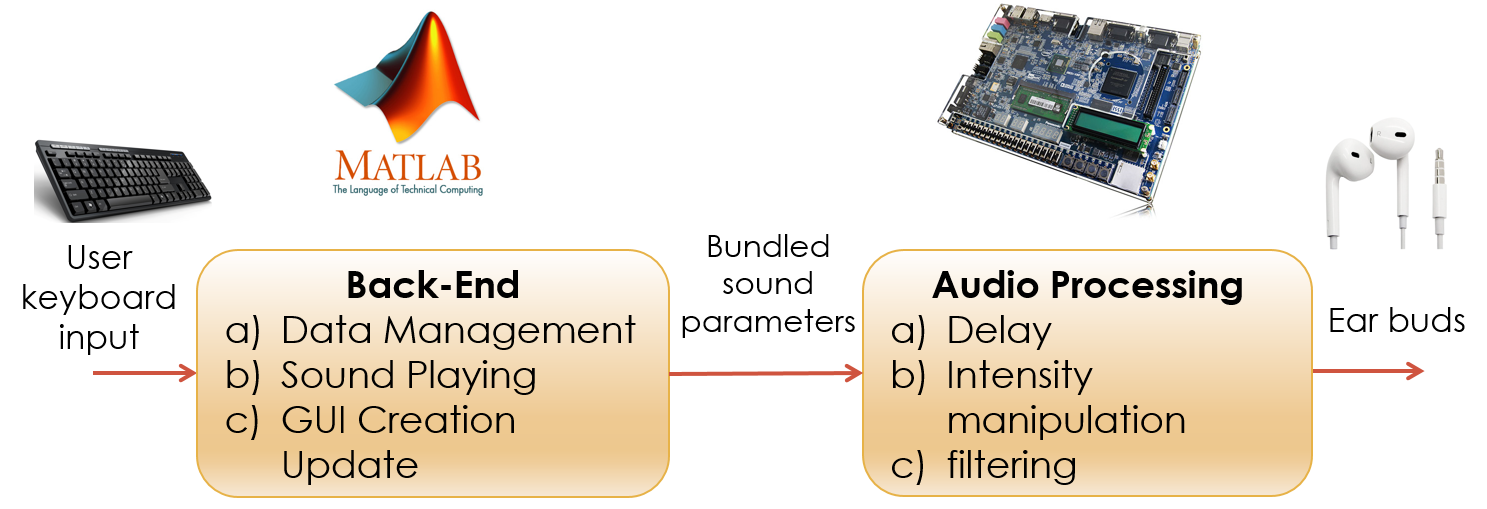 MATLAB
The Language of Technical Computing
User
keyboard
input
Back-End
a) Data Management
b) Sound Playing
c) GUI Creation
Update
Bundled
sound
parameters
Audio Processing
a) Delay
b) Intensity
manipulation
c) filtering
Ear buds